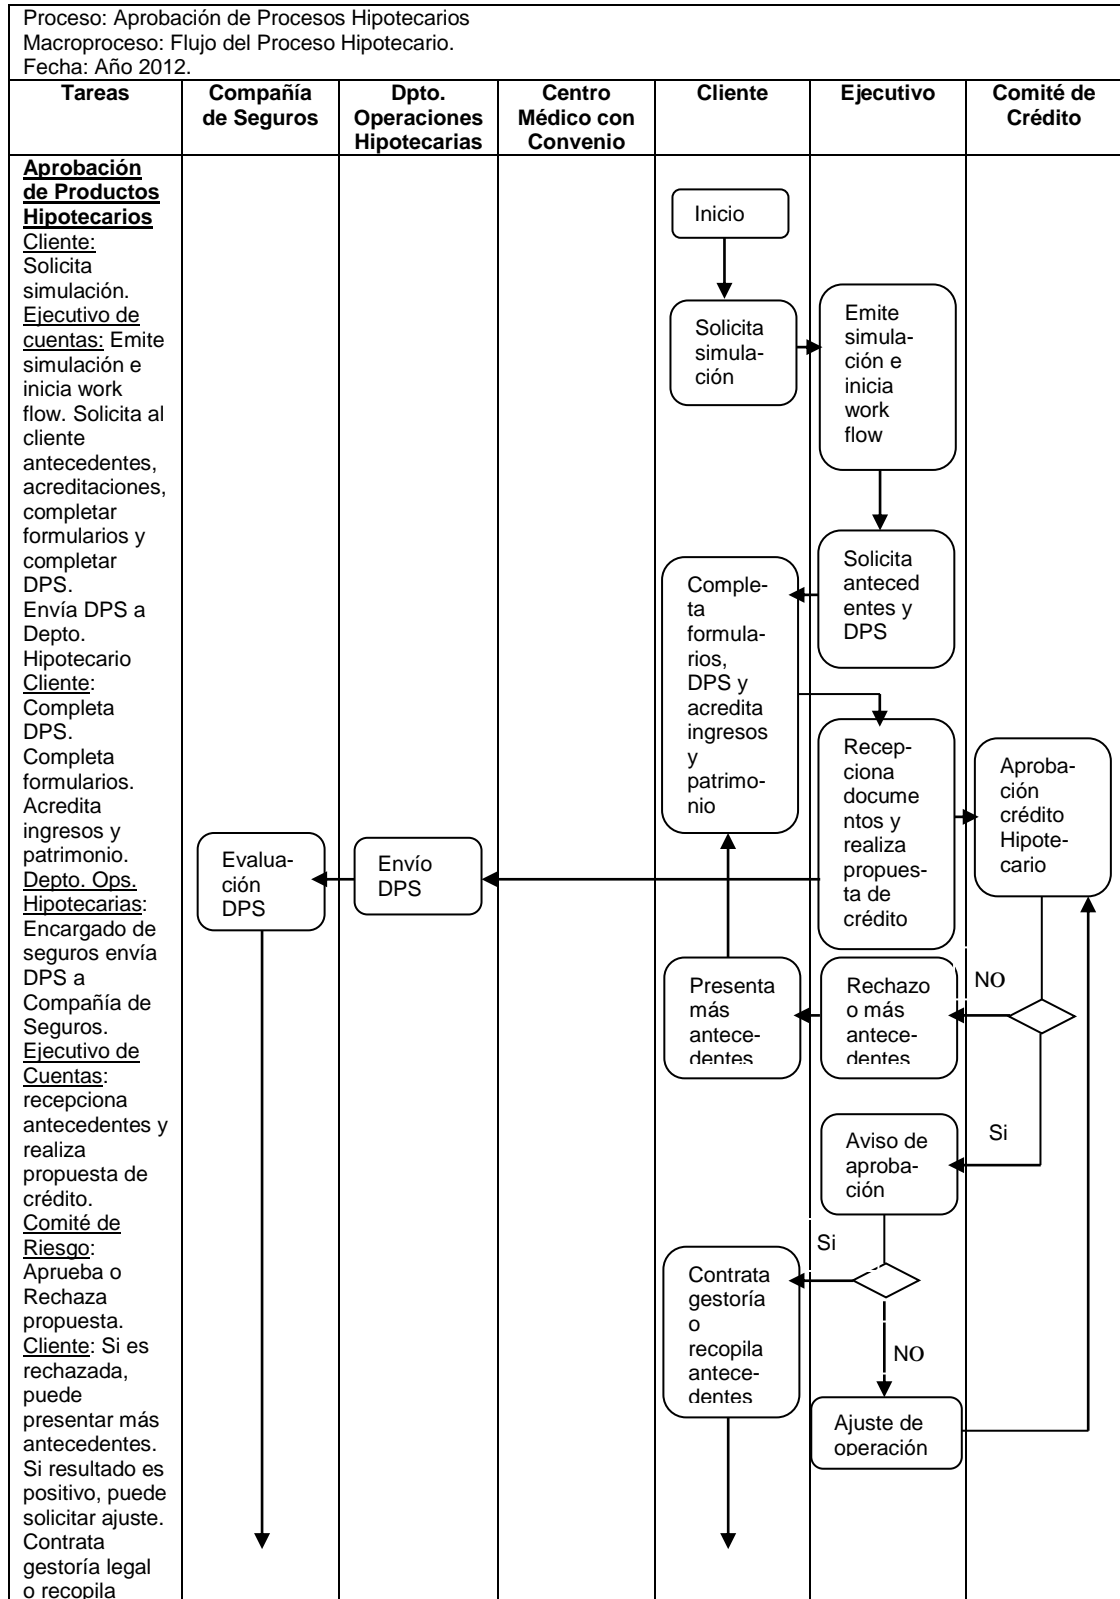 Proceso: Aprobación de Procesos Hipotecarios
Macroproceso: Flujo del Proceso Hipotecario.
Fecha: Año 2012.
Tareas
Compañía
de Seguros
Dpto.
Operaciones
Hipotecarias
Centro
Médico con
Convenio
Cliente
Ejecutivo
Comité de
Crédito
Aprobación
de Productos
Hipotecarios
Cliente:
Solicita
simulación.
Ejecutivo de
cuentas: Emite
simulación e
inicia work
flow. Solicita al
cliente
antecedentes,
acreditaciones,
completar
formularios y
completar
DPS.
Envía DPS a
Depto.
Hipotecario
Cliente:
Completa
DPS.
Completa
formularios.
Acredita
ingresos y
patrimonio.
Depto. Ops.
Hipotecarias:
Encargado de
seguros envía
DPS a
Compañía de
Seguros.
Ejecutivo de
Cuentas:
recepciona
antecedentes y
realiza
propuesta de
crédito.
Comité de
Riesgo:
Aprueba o
Rechaza
propuesta.
Cliente: Si es
rechazada,
puede
presentar más
antecedentes.
Si resultado es
positivo, puede
solicitar ajuste.
Contrata
gestoría legal
o recopila
Inicio
Solicita
simula-
ción
Emite
simula-
ción e
inicia
work
flow
Solicita
anteced
entes y
DPS
Comple-
ta
formula-
rios,
DPS y
acredita
ingresos
y
patrimo-
nio
Recep-
ciona
docume
ntos y
realiza
propues-
ta de
crédito
Aproba-
ción
crédito
Hipote-
cario
Envío
DPS
Evalua-
ción
DPS
NO
Rechazo
o más
antece-
dentes
Presenta
más
antece-
dentes
Si
Aviso de
aproba-
ción
Si
Contrata
gestoría
o
recopila
antece-
dentes
NO
Ajuste de
operación